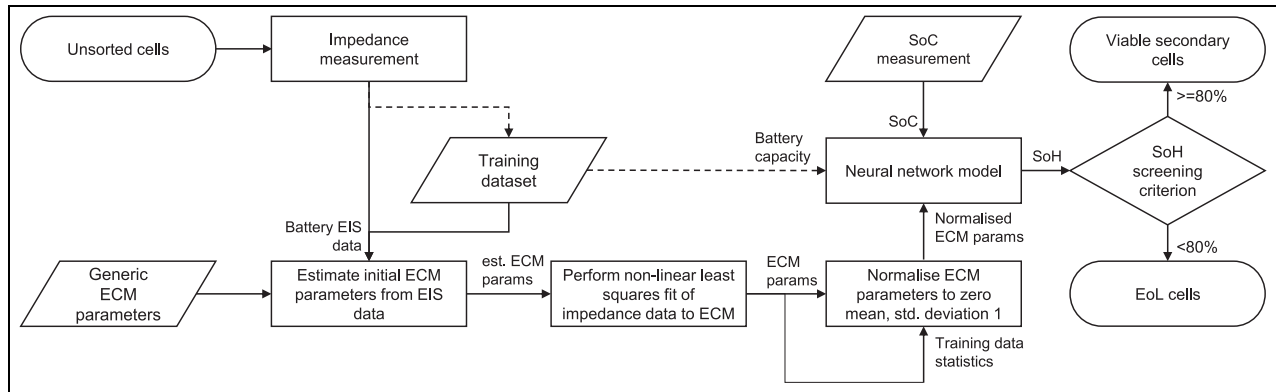 Unsorted cells
Impedance
measurement
SoC
measurement
Viable secondary
cells
>=80%
SoC
Battery
capacity
Training
dataset
Neural network model
SoH
SoH
screening
criterion
Battery EIS
data
Normalised
ECM params
<80%
Generic
ECM
parameters
Estimate initial ECM
parameters from EIS
data
est. ECM
params
Perform non-linear least
squares fit of
impedance data to ECM
ECM
params
Normalise ECM
parameters to zero
mean, std. deviation 1
EoL cells
Training data
statistics